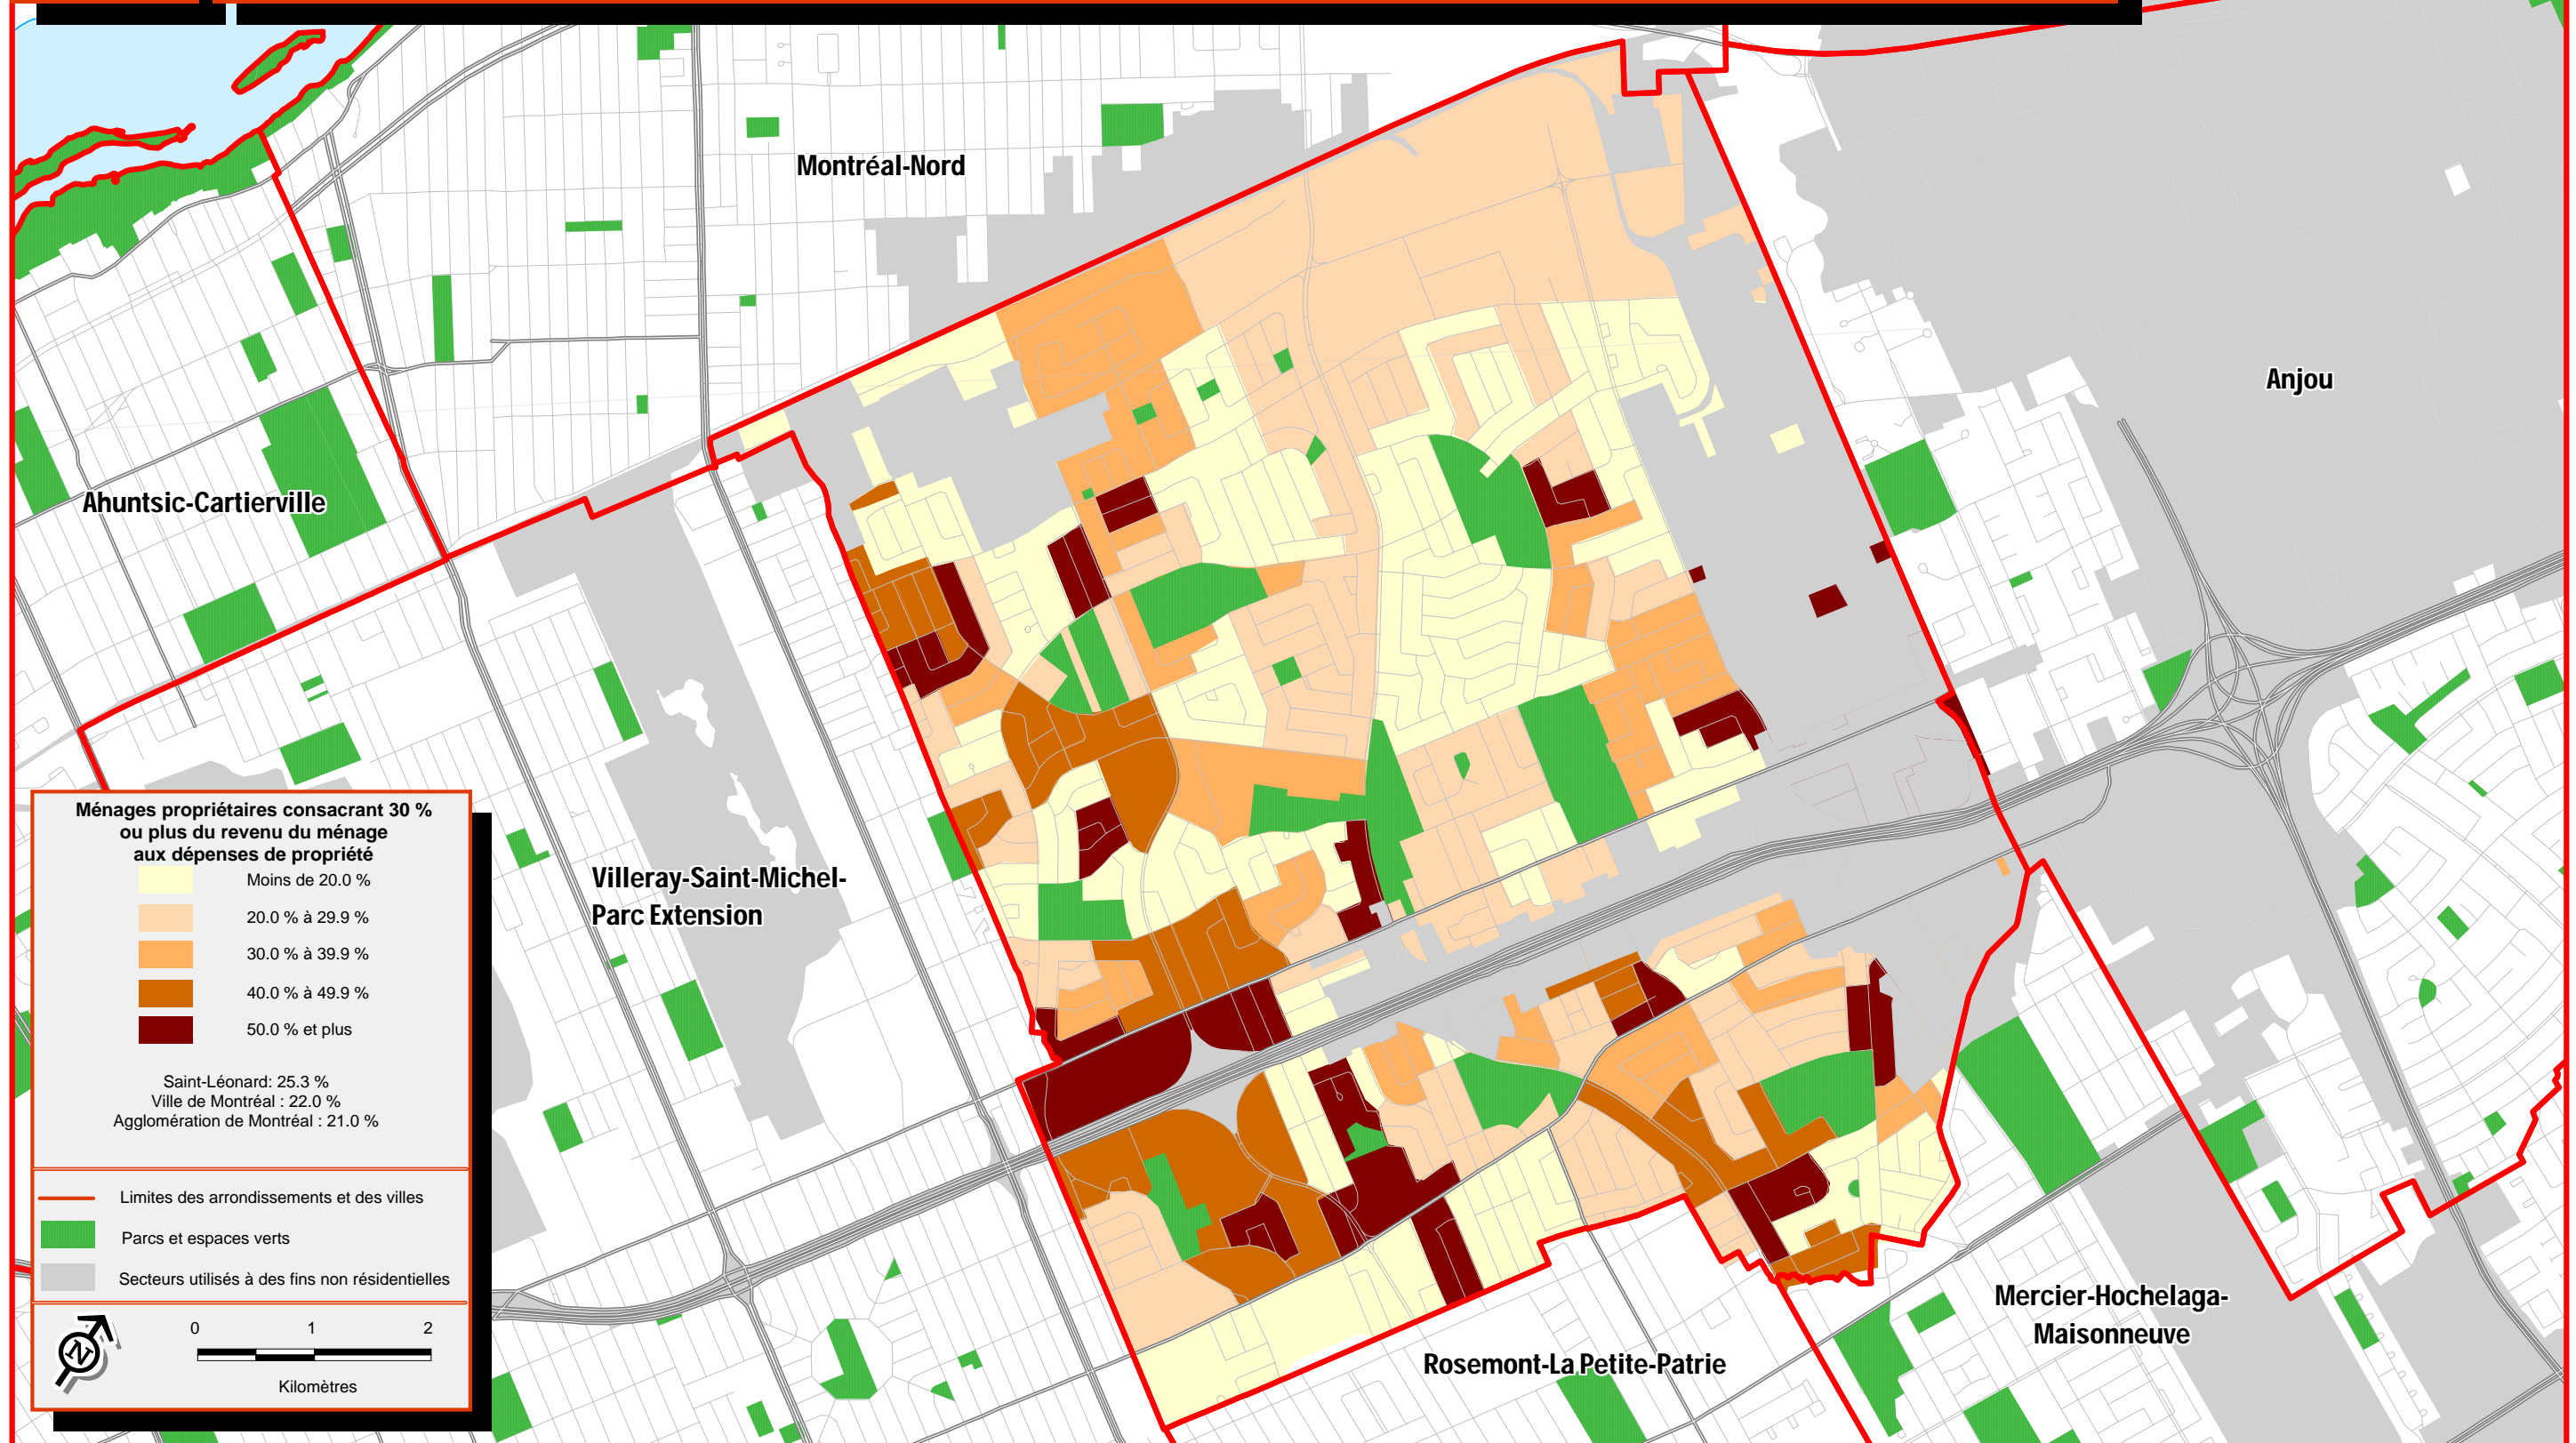 Montréal-Nord
Anjou
Ahuntsic-Cartierville
Villeray-Saint-Michel-
Parc Extension
Mercier-Hochelaga-
Maisonneuve
Rosemont-La Petite-Patrie
Ménages propriétaires consacrant 30 %
ou plus du revenu du ménage
aux dépenses de propriété
Moins de 20.0 %
20.0 % à 29.9 %
30.0 % à 39.9 %
40.0 % à 49.9 %
50.0 % et plus
Saint-Léonard: 25.3 %
Ville de Montréal : 22.0 %
Agglomération de Montréal : 21.0 %
Limites des arrondissements et des villes
Parcs et espaces verts
Secteurs utilisés à des fins non résidentielles
N
0 1 2
Kilomètres